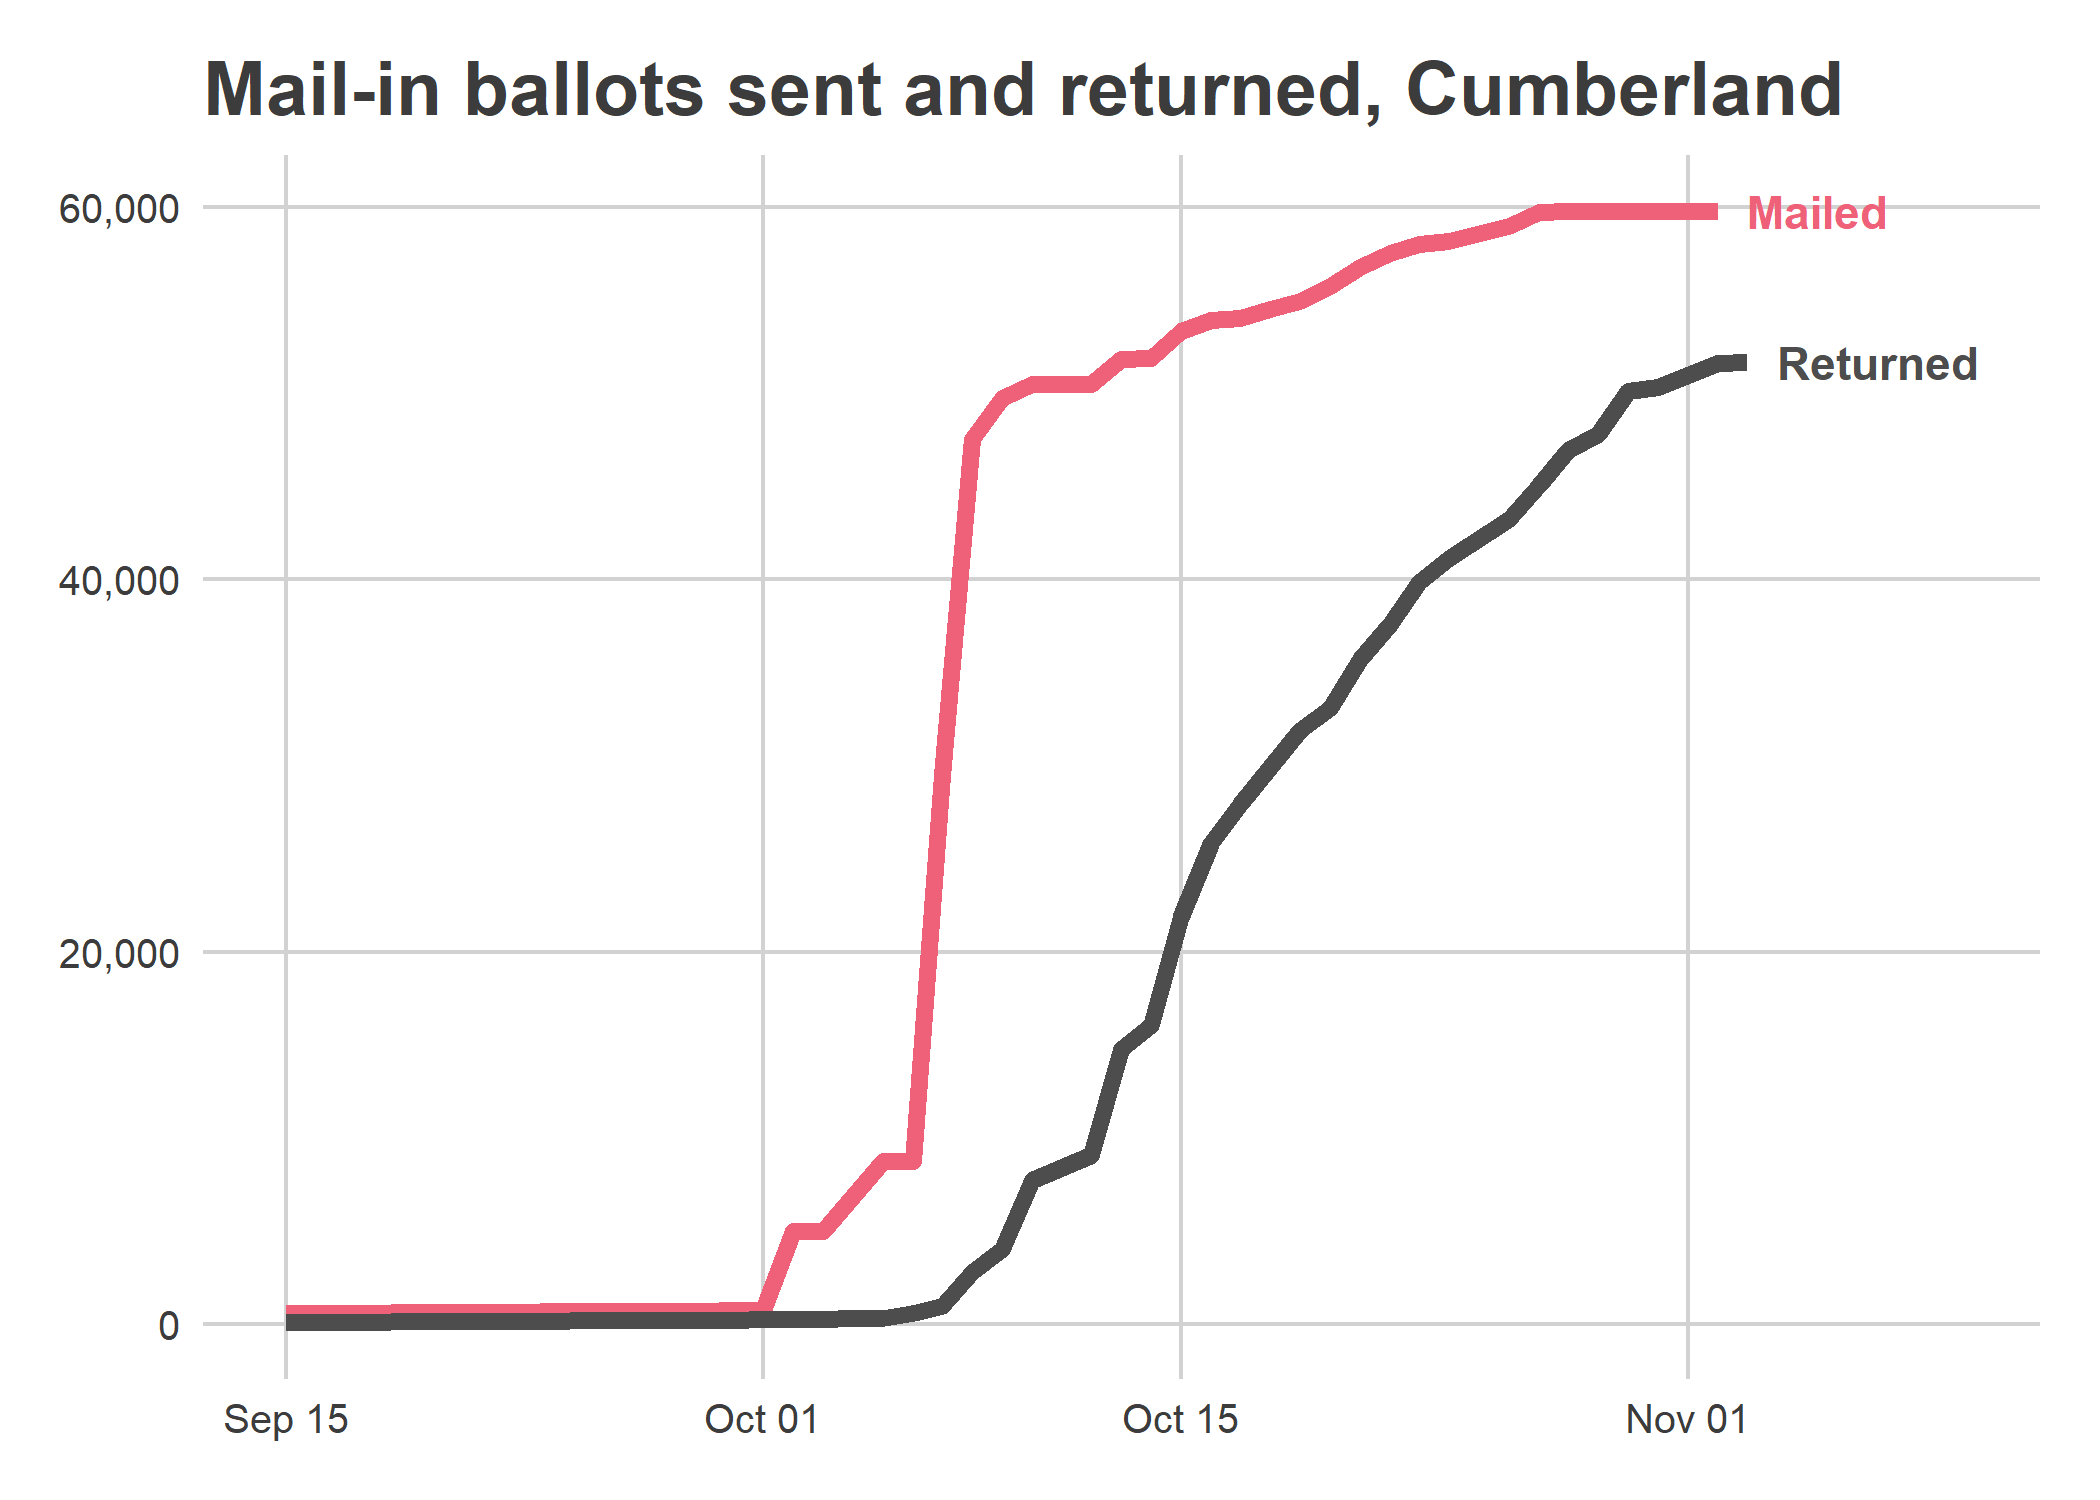 Mail-in ballots sent and returned, Cumberland
60,000
Mailed
Returned
40,000
20,000
0
Sep 15
Oct 01
Oct 15
Nov 01